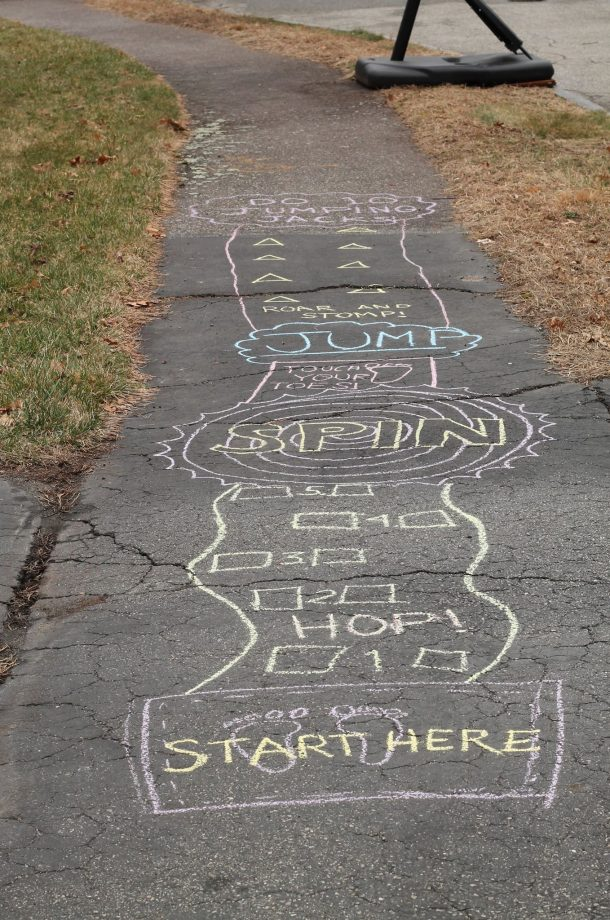 DO 10
JUMPING
JACKS!
ROAR AND
STOMP!
JUMP
TOUCH
YOUR
TOES!
SPIN
5
4
3
2
HOP!
1
START HERE